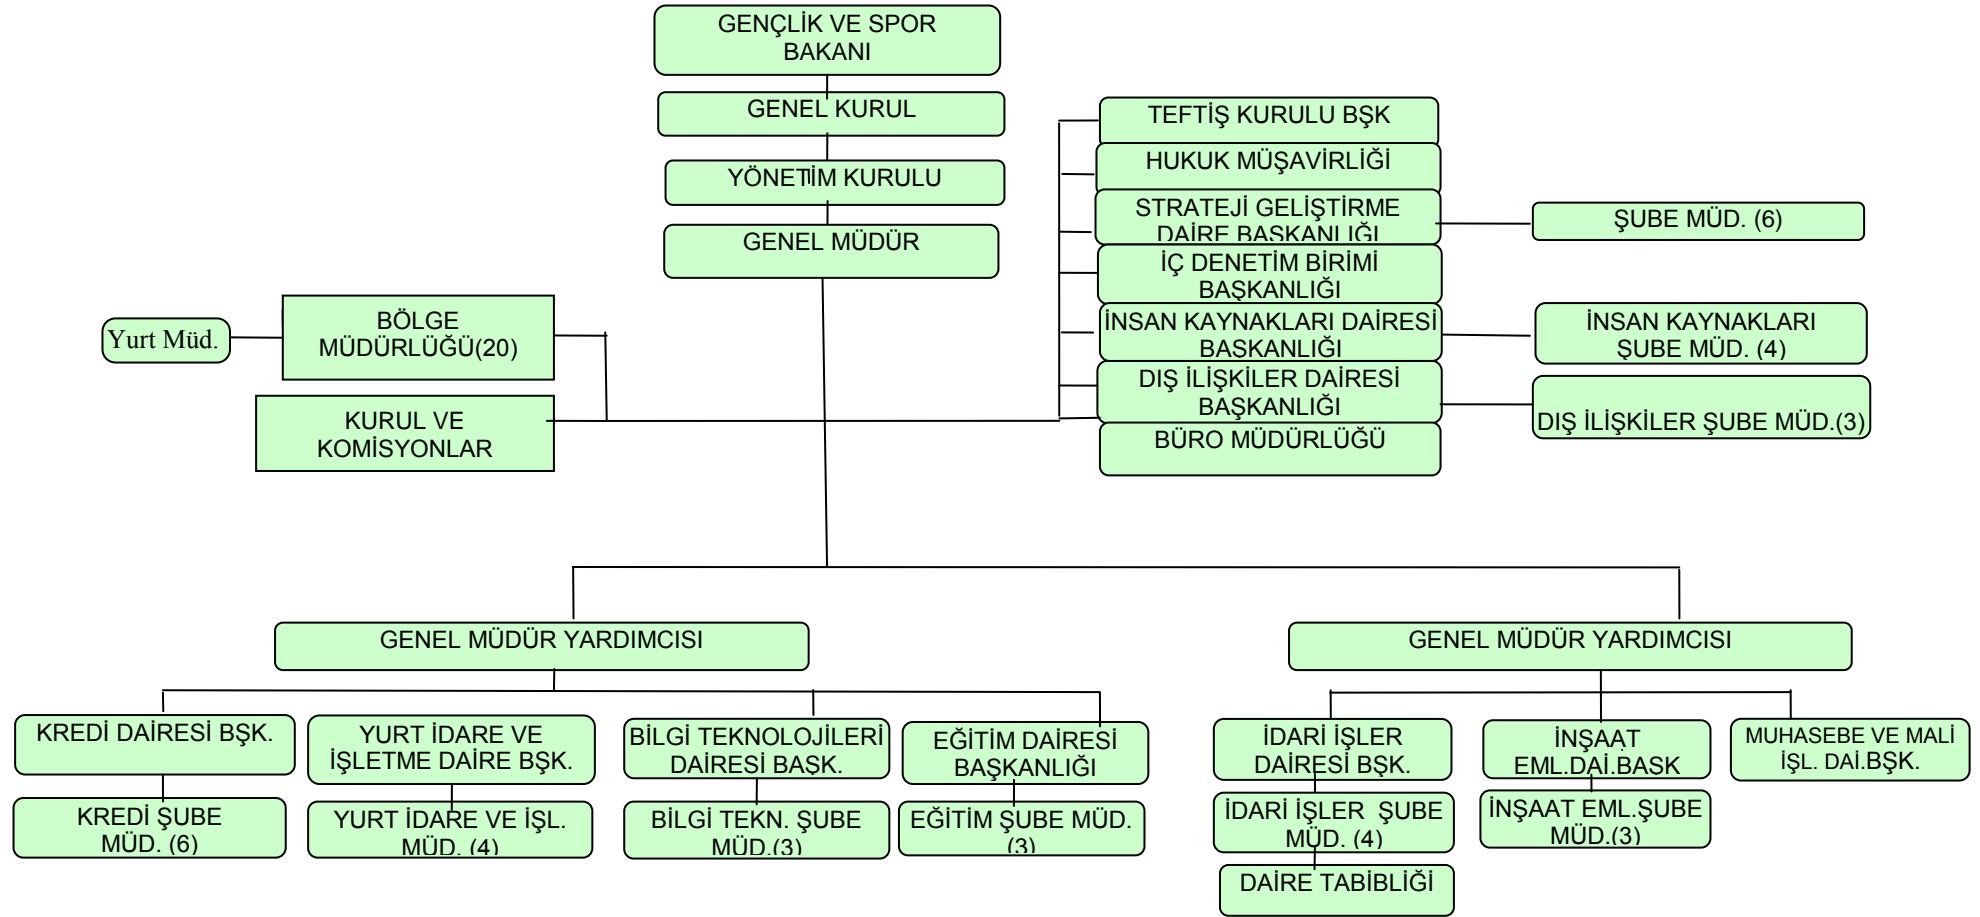 GENÇLİK VE SPOR
BAKANI
GENEL KURUL
YÖNETİM KURULU
GENEL MÜDÜR
TEFTİŞ KURULU BŞK
HUKUK MÜŞAVİRLİĞİ
STRATEJİ GELİŞTİRME
DAİRE BAŞKANLIĞI
ŞUBE MÜD. (6)
İÇ DENETİM BİRİMİ
BAŞKANLIĞI
İNSAN KAYNAKLARI DAİRESİ
BAŞKANLIĞI
İNSAN KAYNAKLARI
ŞUBE MÜD. (4)
DIŞ İLİŞKİLER DAİRESİ
BAŞKANLIĞI
DIŞ İLİŞKİLER ŞUBE MÜD.(3)
BÜRO MÜDÜRLÜĞÜ
Yurt Müd.
BÖLGE
MÜDÜRLÜĞÜ(20)
KURUL VE
KOMİSYONLAR
GENEL MÜDÜR YARDIMCISI
GENEL MÜDÜR YARDIMCISI
KREDİ DAİRESİ BŞK.
YURT İDARE VE
İŞLETME DAİRE BŞK.
BİLGİ TEKNOLOJİLERİ
DAİRESİ BAŞK.
EĞİTİM DAİRESİ
BAŞKANLIĞI
İDARİ İŞLER
DAİRESİ BŞK.
İNŞAAT
EML.DAİ.BAŞK
MUHASEBE VE MALİ
İŞL. DAİ.BŞK.
KREDİ ŞUBE
MÜD. (6)
YURT İDARE VE İŞL.
MÜD. (4)
BİLGİ TEKN. ŞUBE
MÜD.(3)
EĞİTİM ŞUBE MÜD.
(3)
İDARİ İŞLER ŞUBE
MÜD. (4)
İNŞAAT EML.ŞUBE
MÜD.(3)
DAİRE TABİBLİĞİ